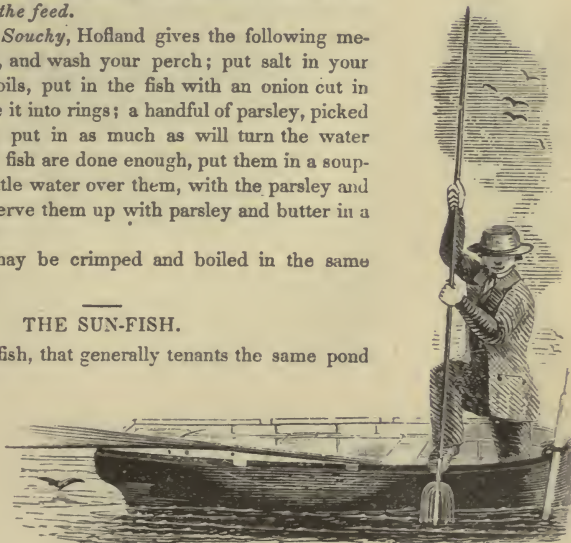 the feed.
Souchy, Hofland gives the following me-
, and wash your perch; put salt in your
oils, put in the fish with an onion cut in
e it into rings; a handful of parsley, picked
put in as much as will turn the water
fish are done enough, put them in a soup-
tle water over them, with the parsley and
erve them up with parsley and butter in a
nay be crimped and boiled in the same
THE SUN-FISH.
fish, that generally tenants the same pond